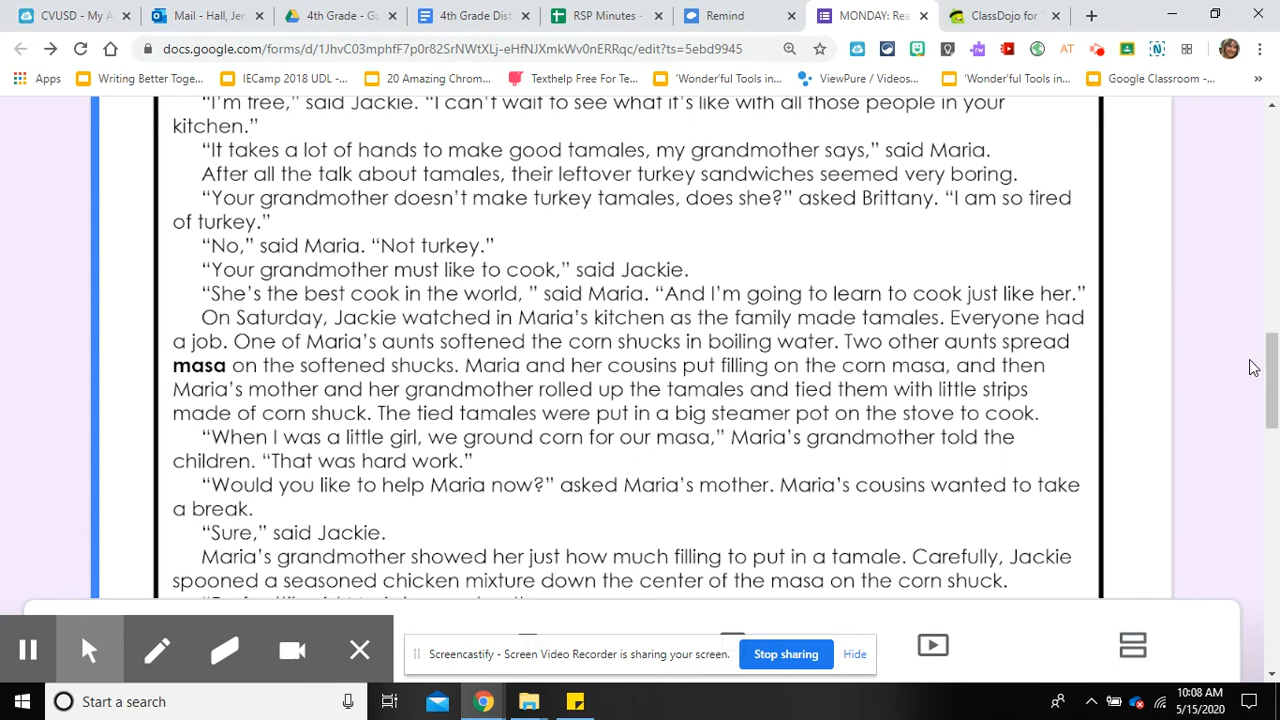 CVUSD - My A
Mail - Hall, Jer
4th Grade - Go
4th Grade Dist
RSP Minutes -
Remind
MONDAY: Rea
ClassDojo for T
docs.google.com/forms/d/1JhvC03mphfF7p0r82SrNWtXLj-eHfNJXmkWv0nERRqc/edit?ts=5ebd9945
Apps
Writing Better Toge...
IECamp 2018 UDL -...
20 Amazing Chrom...
Texthelp Free For Te...
'Wonder'ful Tools in...
ViewPure / Videos...
'Wonder'ful Tools in...
Google Classroom -...
"I'm free," said Jackie. "I can't wait to see what it's like with all those people in your
kitchen."
"It takes a lot of hands to make good tamales, my grandmother says," said Maria.
After all the talk about tamales, their leftover turkey sandwiches seemed very boring.
"Your grandmother doesn't make turkey tamales, does she?" asked Brittany. "I am so tired
of turkey."
"No," said Maria. "Not turkey."
"Your grandmother must like to cook," said Jackie.
"She's the best cook in the world, " said Maria. "And I'm going to learn to cook just like her."
On Saturday, Jackie watched in Maria's kitchen as the family made tamales. Everyone had
a job. One of Maria's aunts softened the corn shucks in boiling water. Two other aunts spread
masa on the softened shucks. Maria and her cousins put filling on the corn masa, and then
Maria's mother and her grandmother rolled up the tamales and tied them with little strips
made of corn shuck. The tied tamales were put in a big steamer pot on the stove to cook.
"When I was a little girl, we ground corn for our masa," Maria's grandmother told the
children. "That was hard work."
"Would you like to help Maria now?" asked Maria's mother. Maria's cousins wanted to take
a break.
"Sure," said Jackie.
Maria's grandmother showed her just how much filling to put in a tamale. Carefully, Jackie
spooned a seasoned chicken mixture down the center of the masa on the corn shuck.
Screencastify - Screen Video Recorder is sharing your screen.
Stop sharing
Hide
Start a search
10:08 AM
5/15/2020